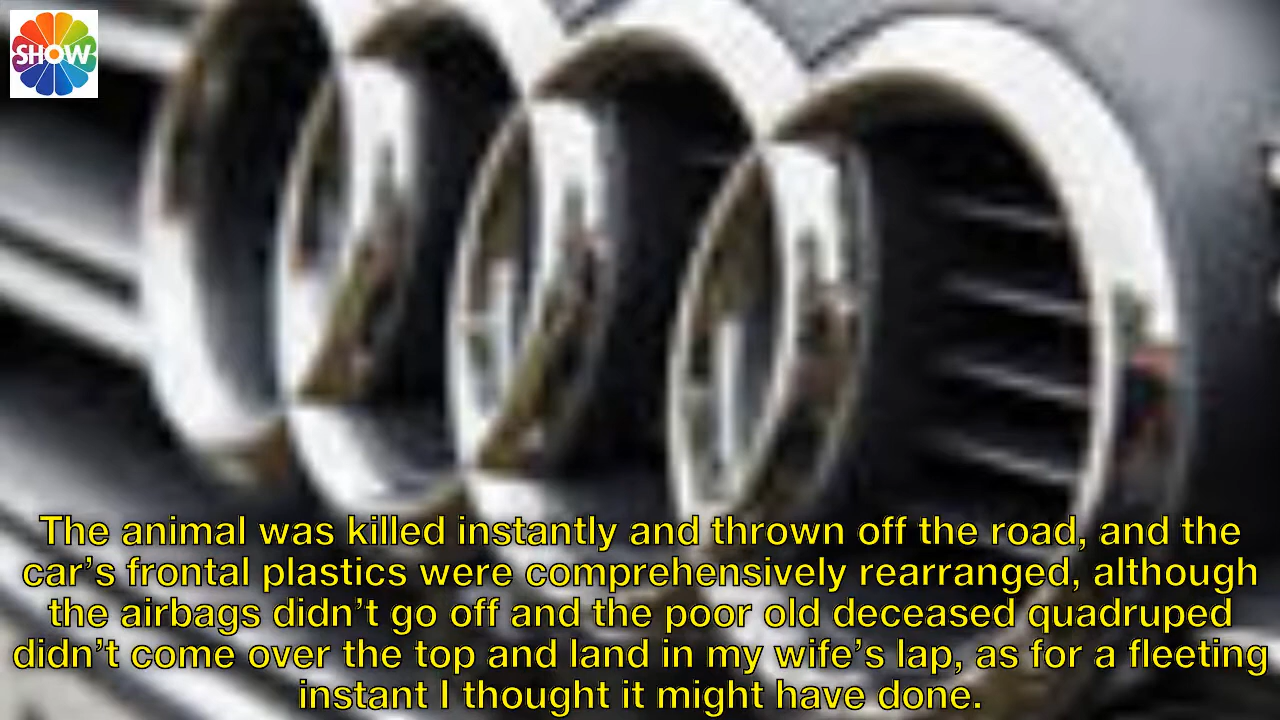 SHOW
The animal was killed instantly and thrown off the road, and the
car’s frontal plastics were comprehensively rearranged, although
the airbags didn’t go off and the poor old deceased quadruped
didn’t come over the top and land in my wife’s lap, as for a fleeting
instant I thought it might have done.